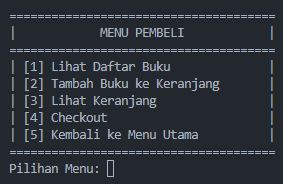 ======================================
|            MENU PEMBELI            |
======================================
| [1] Lihat Daftar Buku              |
| [2] Tambah Buku ke Keranjang       |
| [3] Lihat Keranjang                |
| [4] Checkout                       |
| [5] Kembali ke Menu Utama          |
======================================
Pilihan Menu: